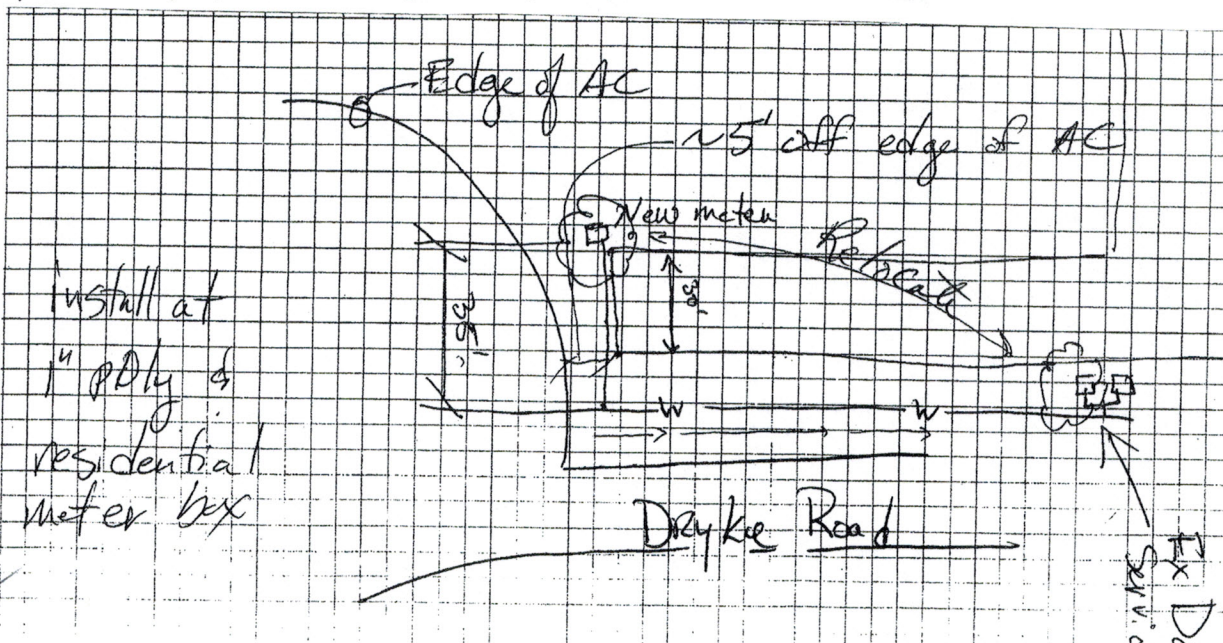 Edge of AC
~5' off edge of AC
New meter
Relocate
Install at
1" poly &
residential
meter box
W
W
Road
Ex